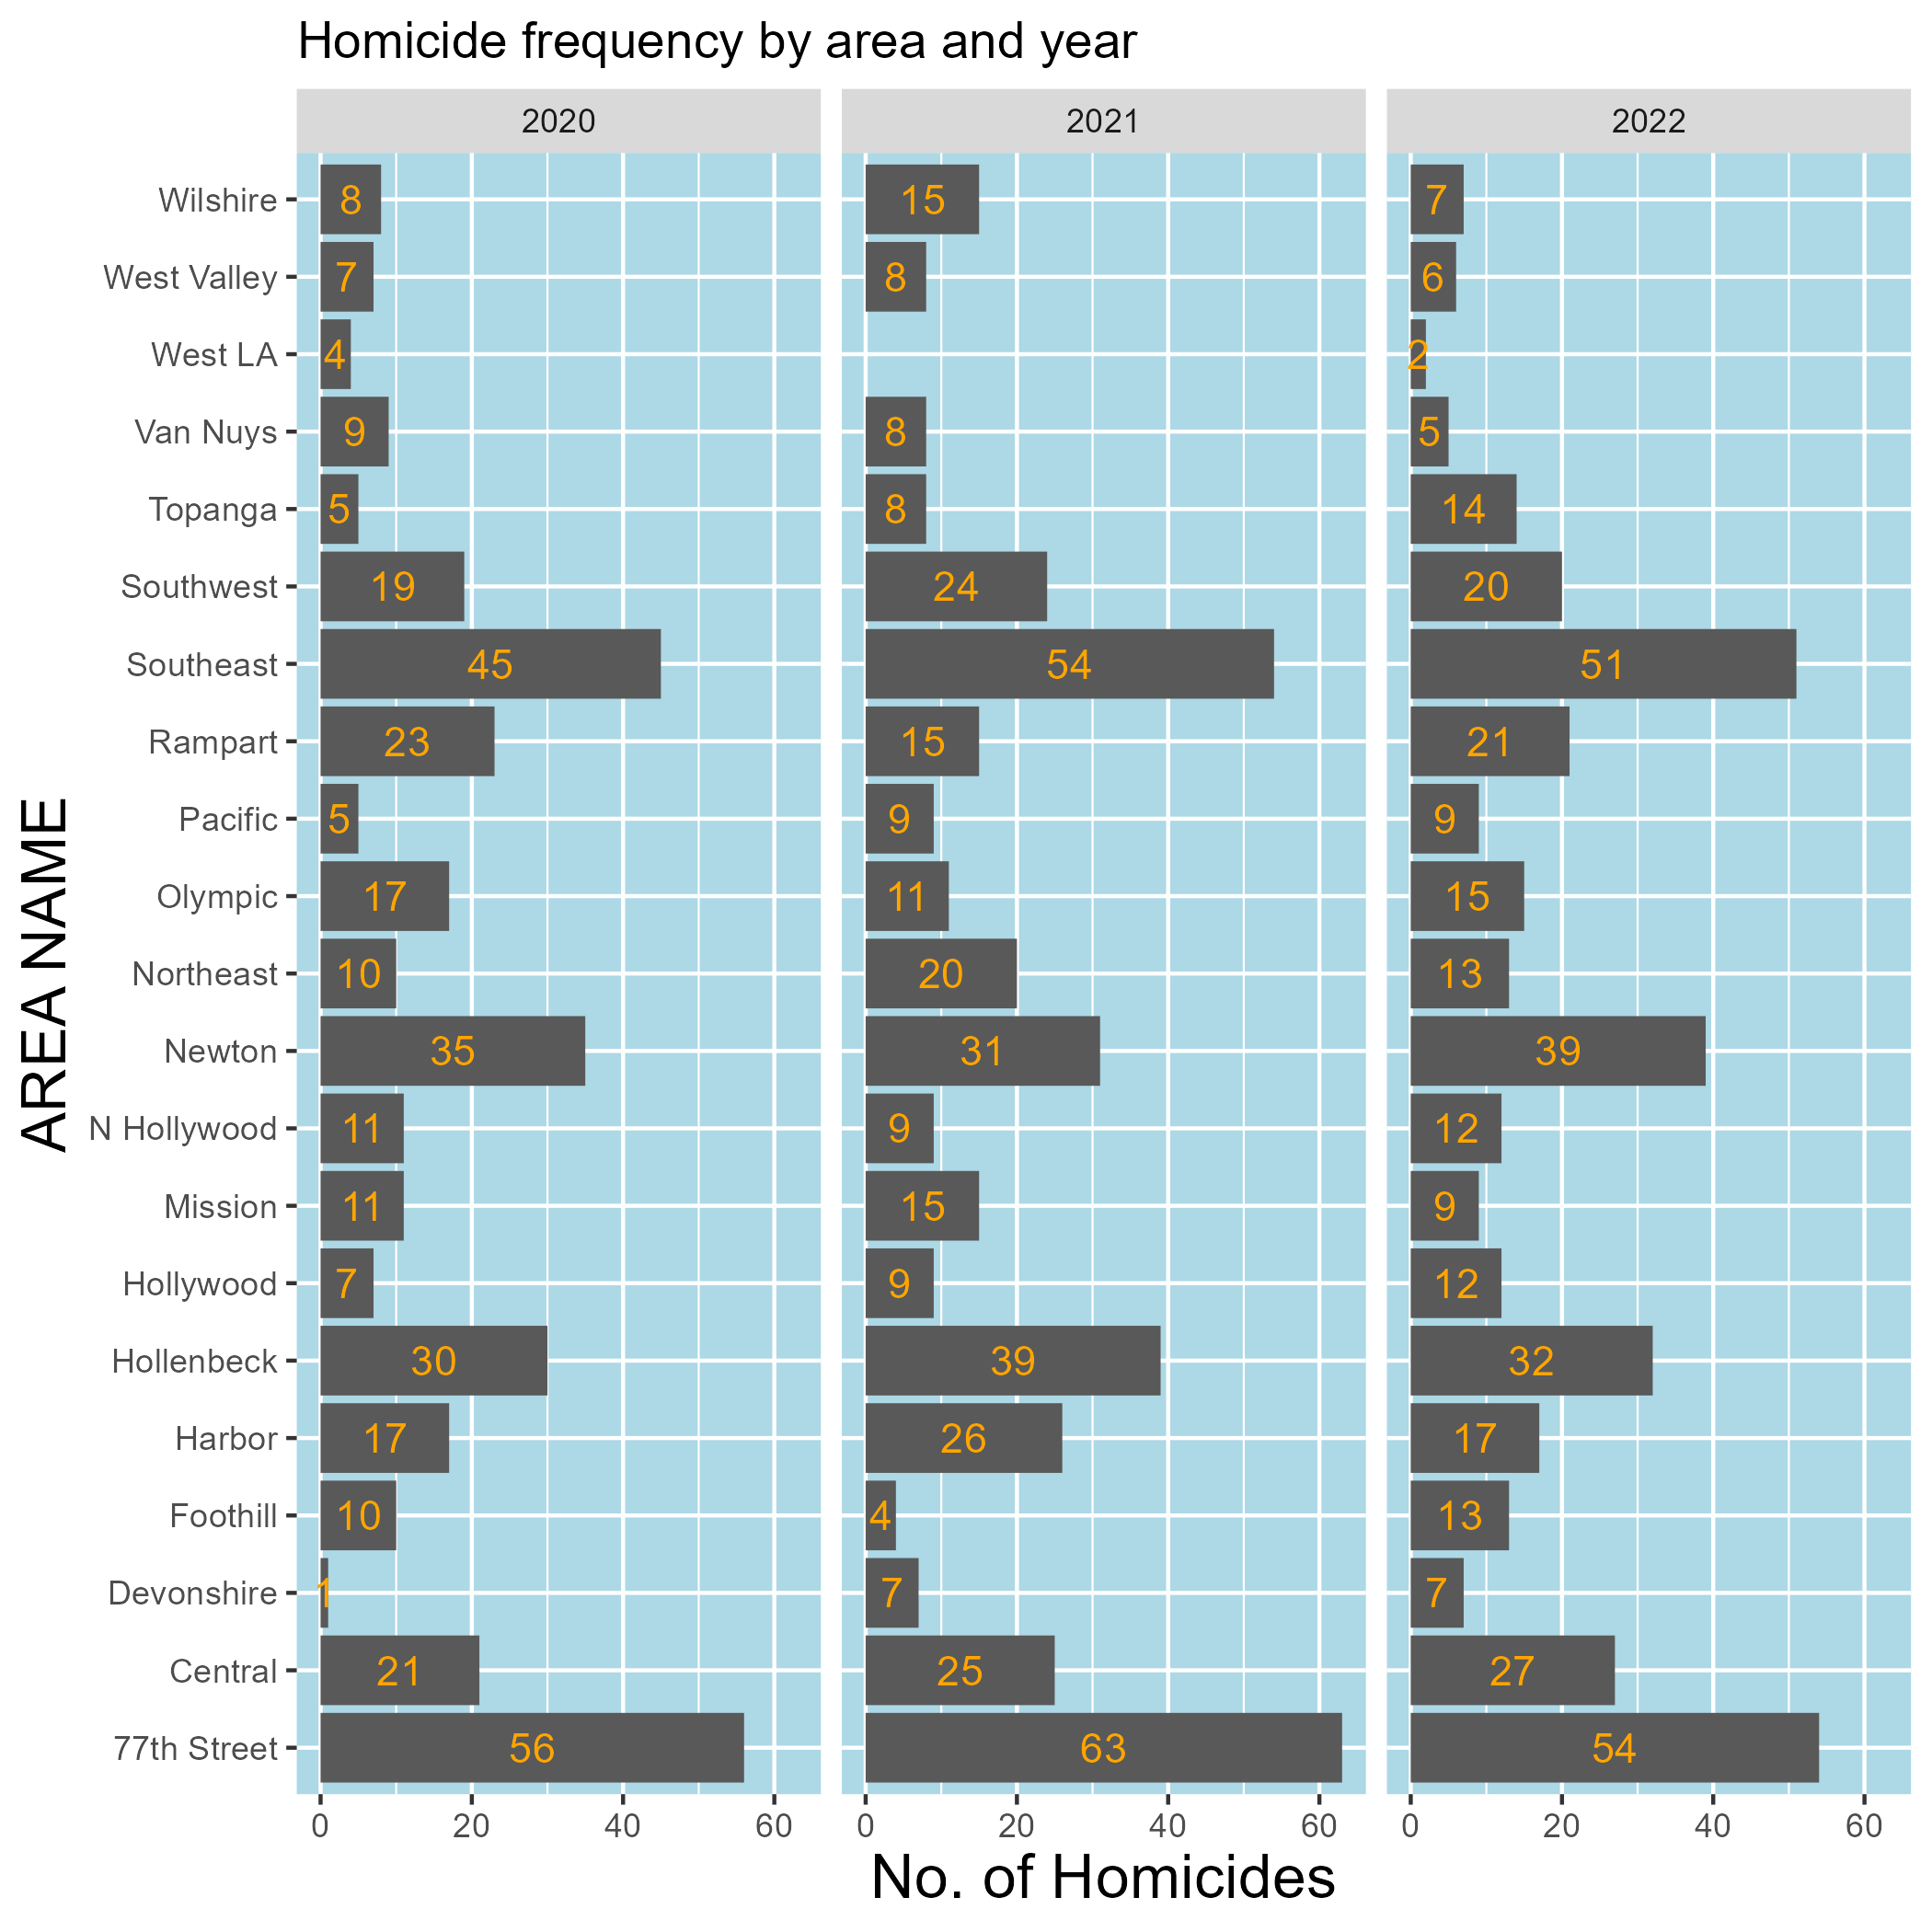 Homicide frequency by area and year
2020 2021 2022
Wilshire 8 15 7
West Valley 7 8 6
West LA 4 2
Van Nuys 9 8 5
Topanga 5 8 14
Southwest 19 24 20
Southeast 45 54 51
Rampart 23 15 21
Pacific 5 9 9
Olympic 17 11 15
Northeast 10 20 13
Newton 35 31 39
N Hollywood 11 9 12
Mission 11 15 9
Hollywood 7 9 12
Hollenbeck 30 39 32
Harbor 17 26 17
Foothill 10 4 13
Devonshire 1 7 7
Central 21 25 27
77th Street 56 63 54
0 20 40 60 0 20 40 60 0 20 40 60
No. of Homicides
AREA NAME